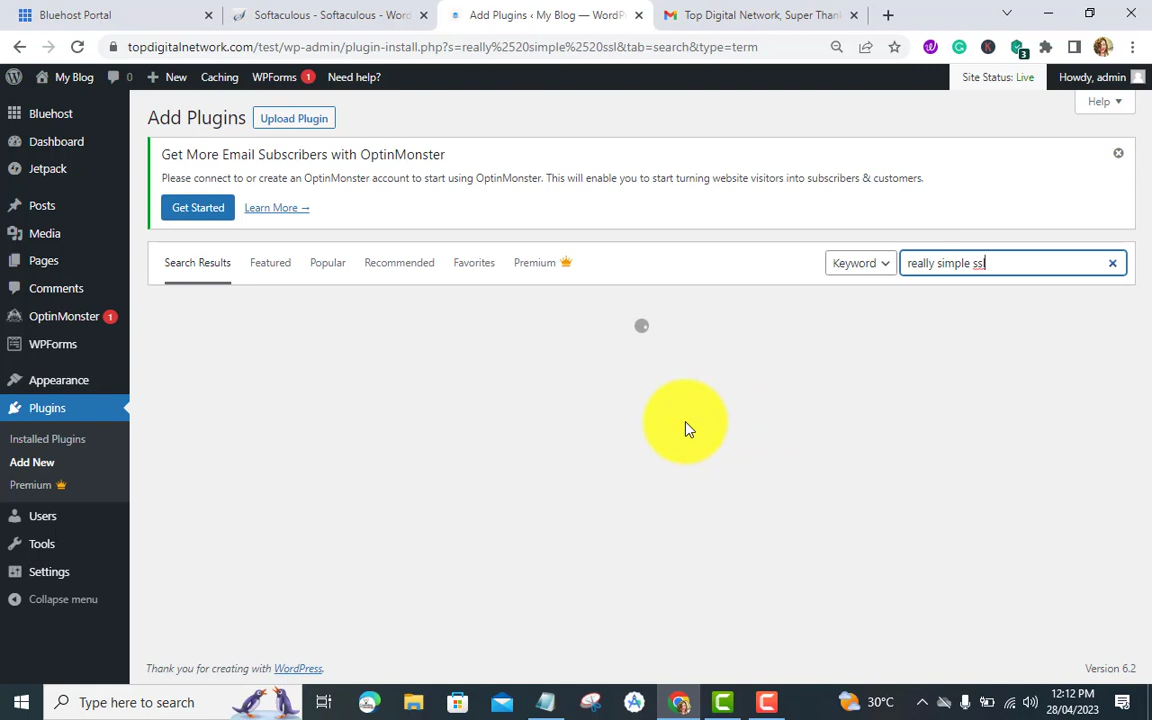 Bluehost Portal
Softaculous - Softaculous - Wor
Add Plugins ‹ My Blog — WordPr
Top Digital Network, Super Than
topdigitalnetwork.com/test/wp-admin/plugin-install.php?s=really%2520simple%2520ssl&tab=search&type=term
3
My Blog 0 New Caching WPForms 1 Need help?
Site Status: Live Howdy, admin
Bluehost
Dashboard
Jetpack
Posts
Media
Pages
Comments
OptinMonster 1
WPForms
Appearance
Plugins
Installed Plugins
Add New
Premium
Users
Tools
Settings
Collapse menu
Add Plugins Upload Plugin
Help
Get More Email Subscribers with OptinMonster
Please connect to or create an OptinMonster account to start using OptinMonster. This will enable you to start turning website visitors into subscribers & customers.
Get Started Learn More →
Search Results Featured Popular Recommended Favorites Premium
Keyword really simple ssl
Thank you for creating with WordPress.
Version 6.2
Type here to search
30°C
12:12 PM
28/04/2023